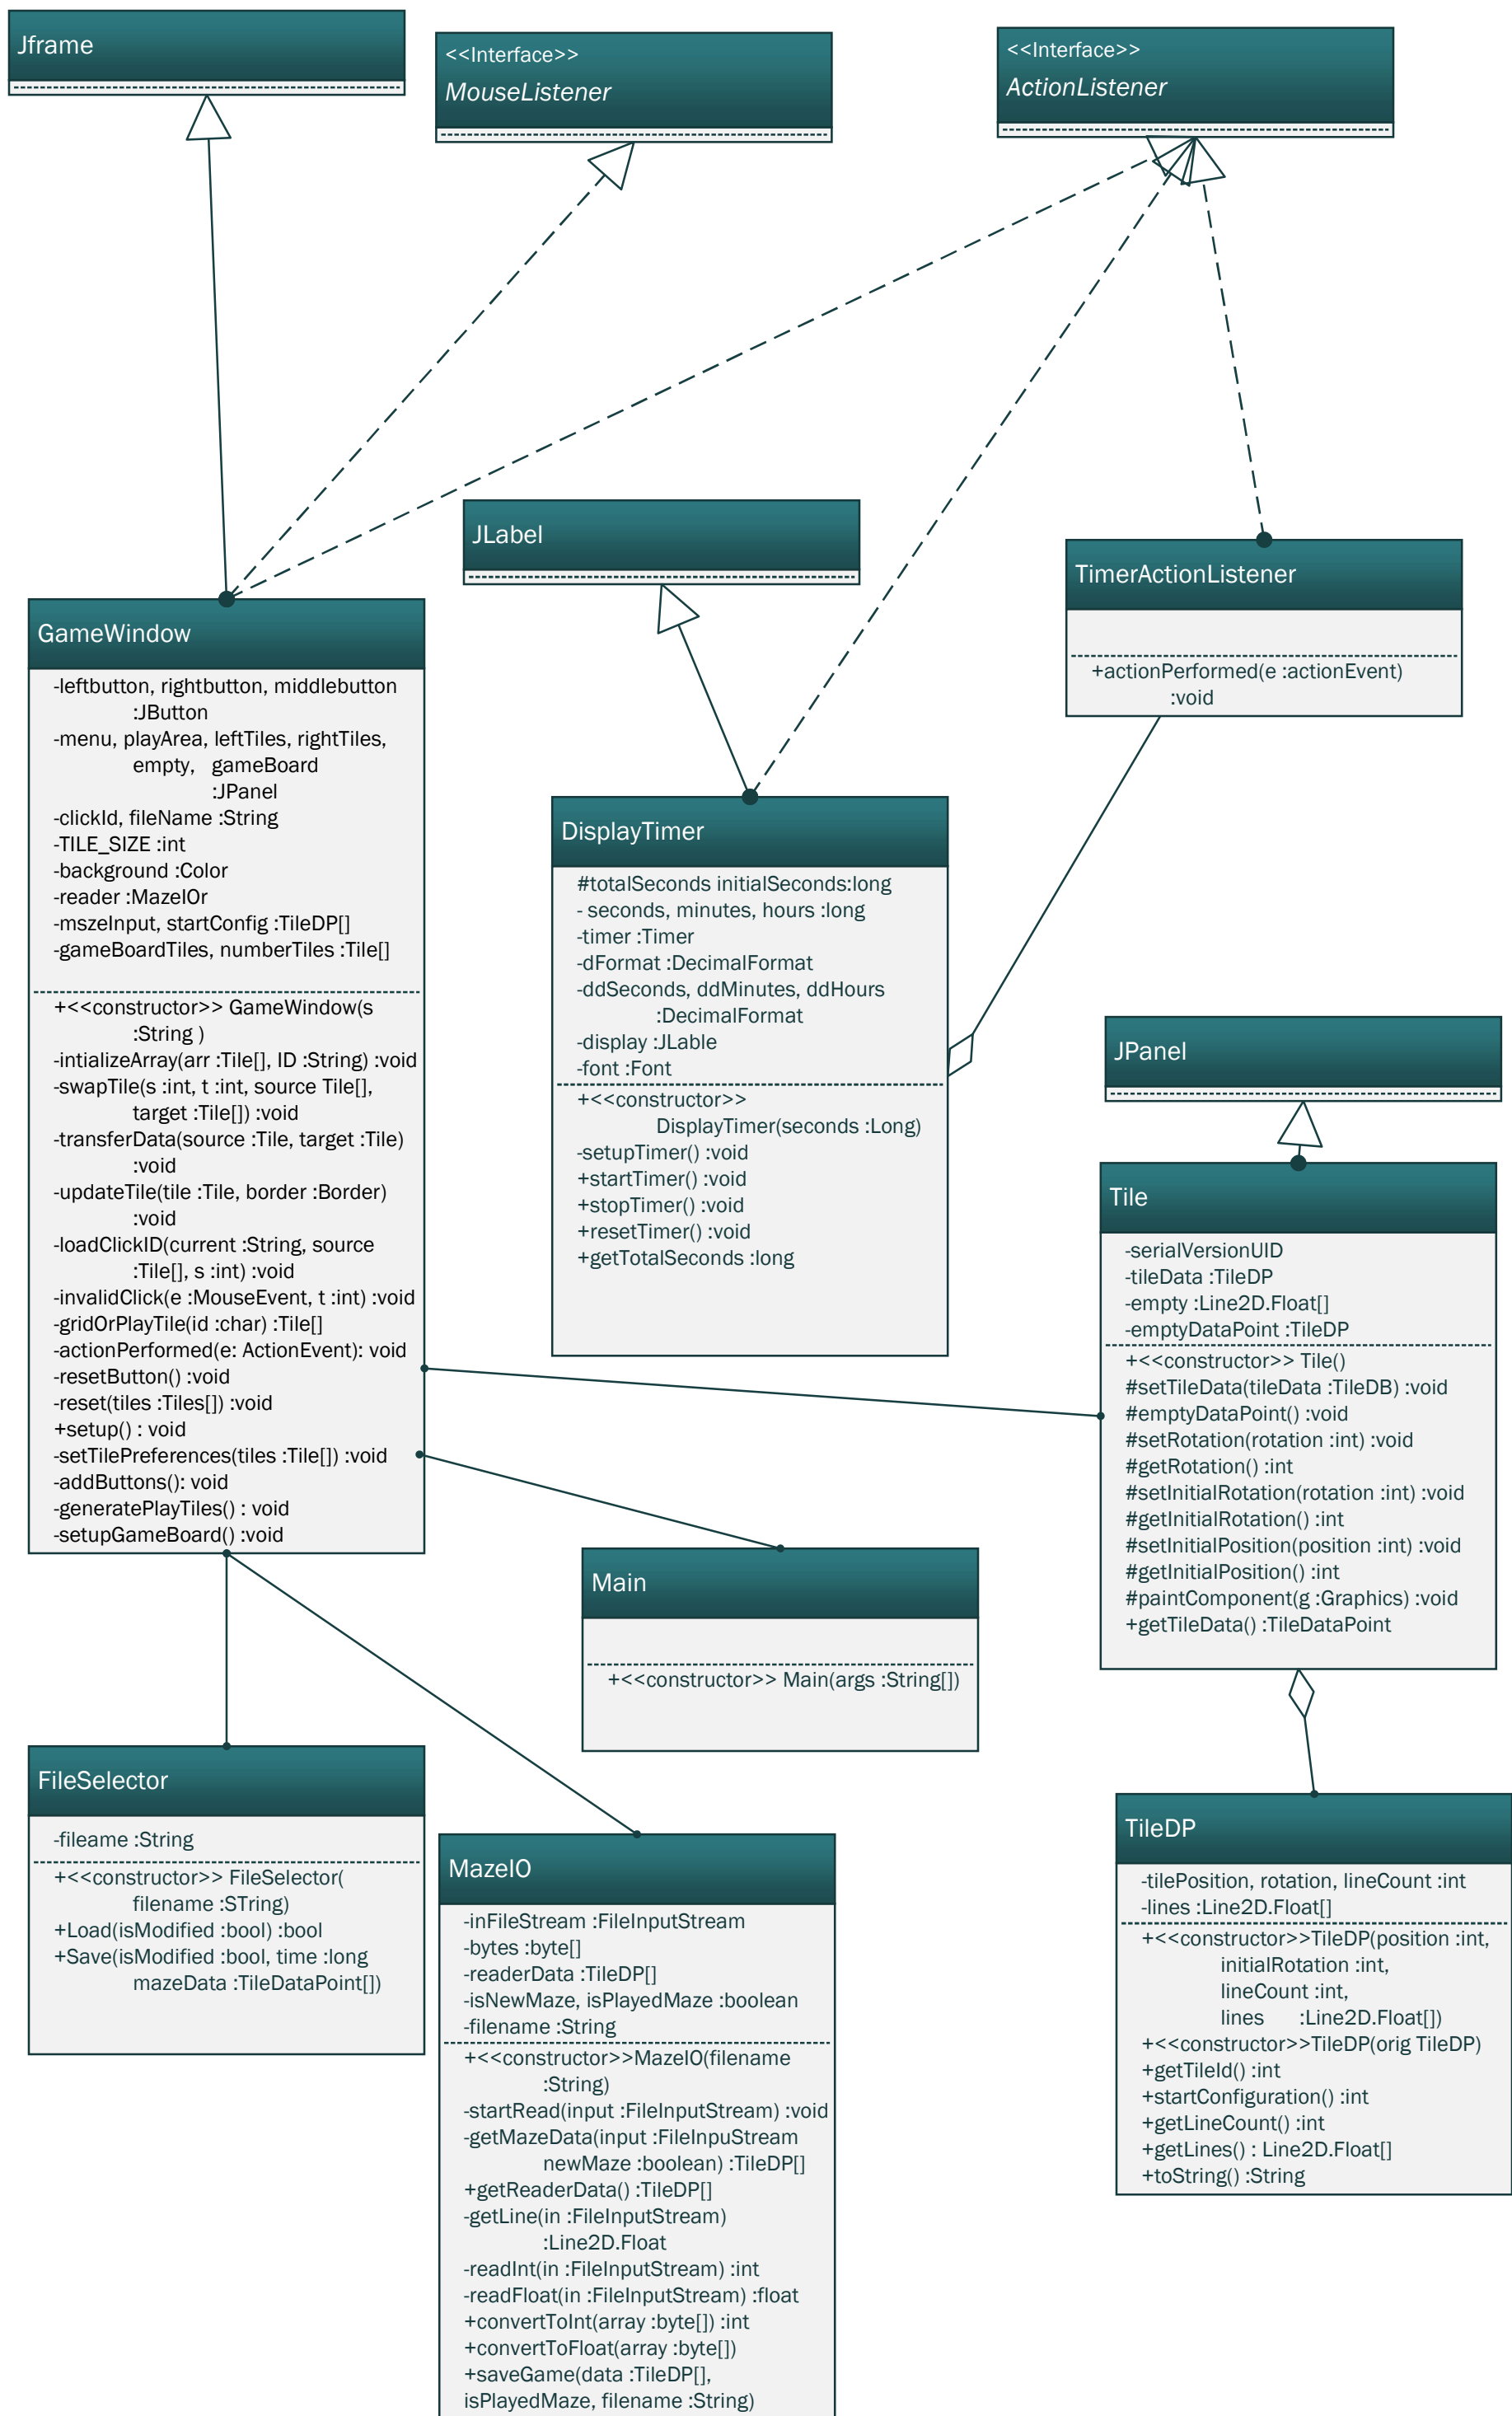 Jframe
<<Interface>>
MouseListener
<<Interface>>
ActionListener
JLabel
TimerActionListener
+actionPerformed(e :actionEvent)
:void
GameWindow
-leftbutton, rightbutton, middlebutton
:JButton
-menu, playArea, leftTiles, rightTiles,
empty, gameBoard
:JPanel
-clickId, fileName :String
-TILE_SIZE :int
-background :Color
-reader :MazeIOr
-mszeInput, startConfig :TileDP[]
-gameBoardTiles, numberTiles :Tile[]
+<<constructor>> GameWindow(s
:String )
-intializeArray(arr :Tile[], ID :String) :void
-swapTile(s :int, t :int, source Tile[],
target :Tile[]) :void
-transferData(source :Tile, target :Tile)
:void
-updateTile(tile :Tile, border :Border)
:void
-loadClickID(current :String, source
:Tile[], s :int) :void
-invalidClick(e :MouseEvent, t :int) :void
-gridOrPlayTile(id :char) :Tile[]
-actionPerformed(e: ActionEvent): void
-resetButton() :void
-reset(tiles :Tiles[]) :void
+setup() : void
-setTilePreferences(tiles :Tile[]) :void
-addButtons(): void
-generatePlayTiles() : void
-setupGameBoard() :void
DisplayTimer
#totalSeconds initialSeconds:long
- seconds, minutes, hours :long
-timer :Timer
-dFormat :DecimalFormat
-ddSeconds, ddMinutes, ddHours
:DecimalFormat
-display :JLable
-font :Font
+<<constructor>>
DisplayTimer(seconds :Long)
-setupTimer() :void
+startTimer() :void
+stopTimer() :void
+resetTimer() :void
+getTotalSeconds :long
JPanel
Tile
-serialVersionUID
-tileData :TileDP
-empty :Line2D.Float[]
-emptyDataPoint :TileDP
+<<constructor>> Tile()
#setTileData(tileData :TileDB) :void
#emptyDataPoint() :void
#setRotation(rotation :int) :void
#getRotation() :int
#setInitialRotation(rotation :int) :void
#getInitialRotation() :int
#setInitialPosition(position :int) :void
#getInitialPosition() :int
#paintComponent(g :Graphics) :void
+getTileData() :TileDataPoint
Main
+<<constructor>> Main(args :String[])
FileSelector
-fileame :String
+<<constructor>> FileSelector(
filename :STring)
+Load(isModified :bool) :bool
+Save(isModified :bool, time :long
mazeData :TileDataPoint[])
MazeIO
-inFileStream :FileInputStream
-bytes :byte[]
-readerData :TileDP[]
-isNewMaze, isPlayedMaze :boolean
-filename :String
+<<constructor>>MazeIO(filename
:String)
-startRead(input :FileInputStream) :void
-getMazeData(input :FileInpuStream
newMaze :boolean) :TileDP[]
+getReaderData() :TileDP[]
-getLine(in :FileInputStream)
:Line2D.Float
-readInt(in :FileInputStream) :int
-readFloat(in :FileInputStream) :float
+convertToInt(array :byte[]) :int
+convertToFloat(array :byte[])
+saveGame(data :TileDP[],
isPlayedMaze, filename :String)
TileDP
-tilePosition, rotation, lineCount :int
-lines :Line2D.Float[]
+<<constructor>>TileDP(position :int,
initialRotation :int,
lineCount :int,
lines :Line2D.Float[])
+<<constructor>>TileDP(orig TileDP)
+getTileId() :int
+startConfiguration() :int
+getLineCount() :int
+getLines() : Line2D.Float[]
+toString() :String